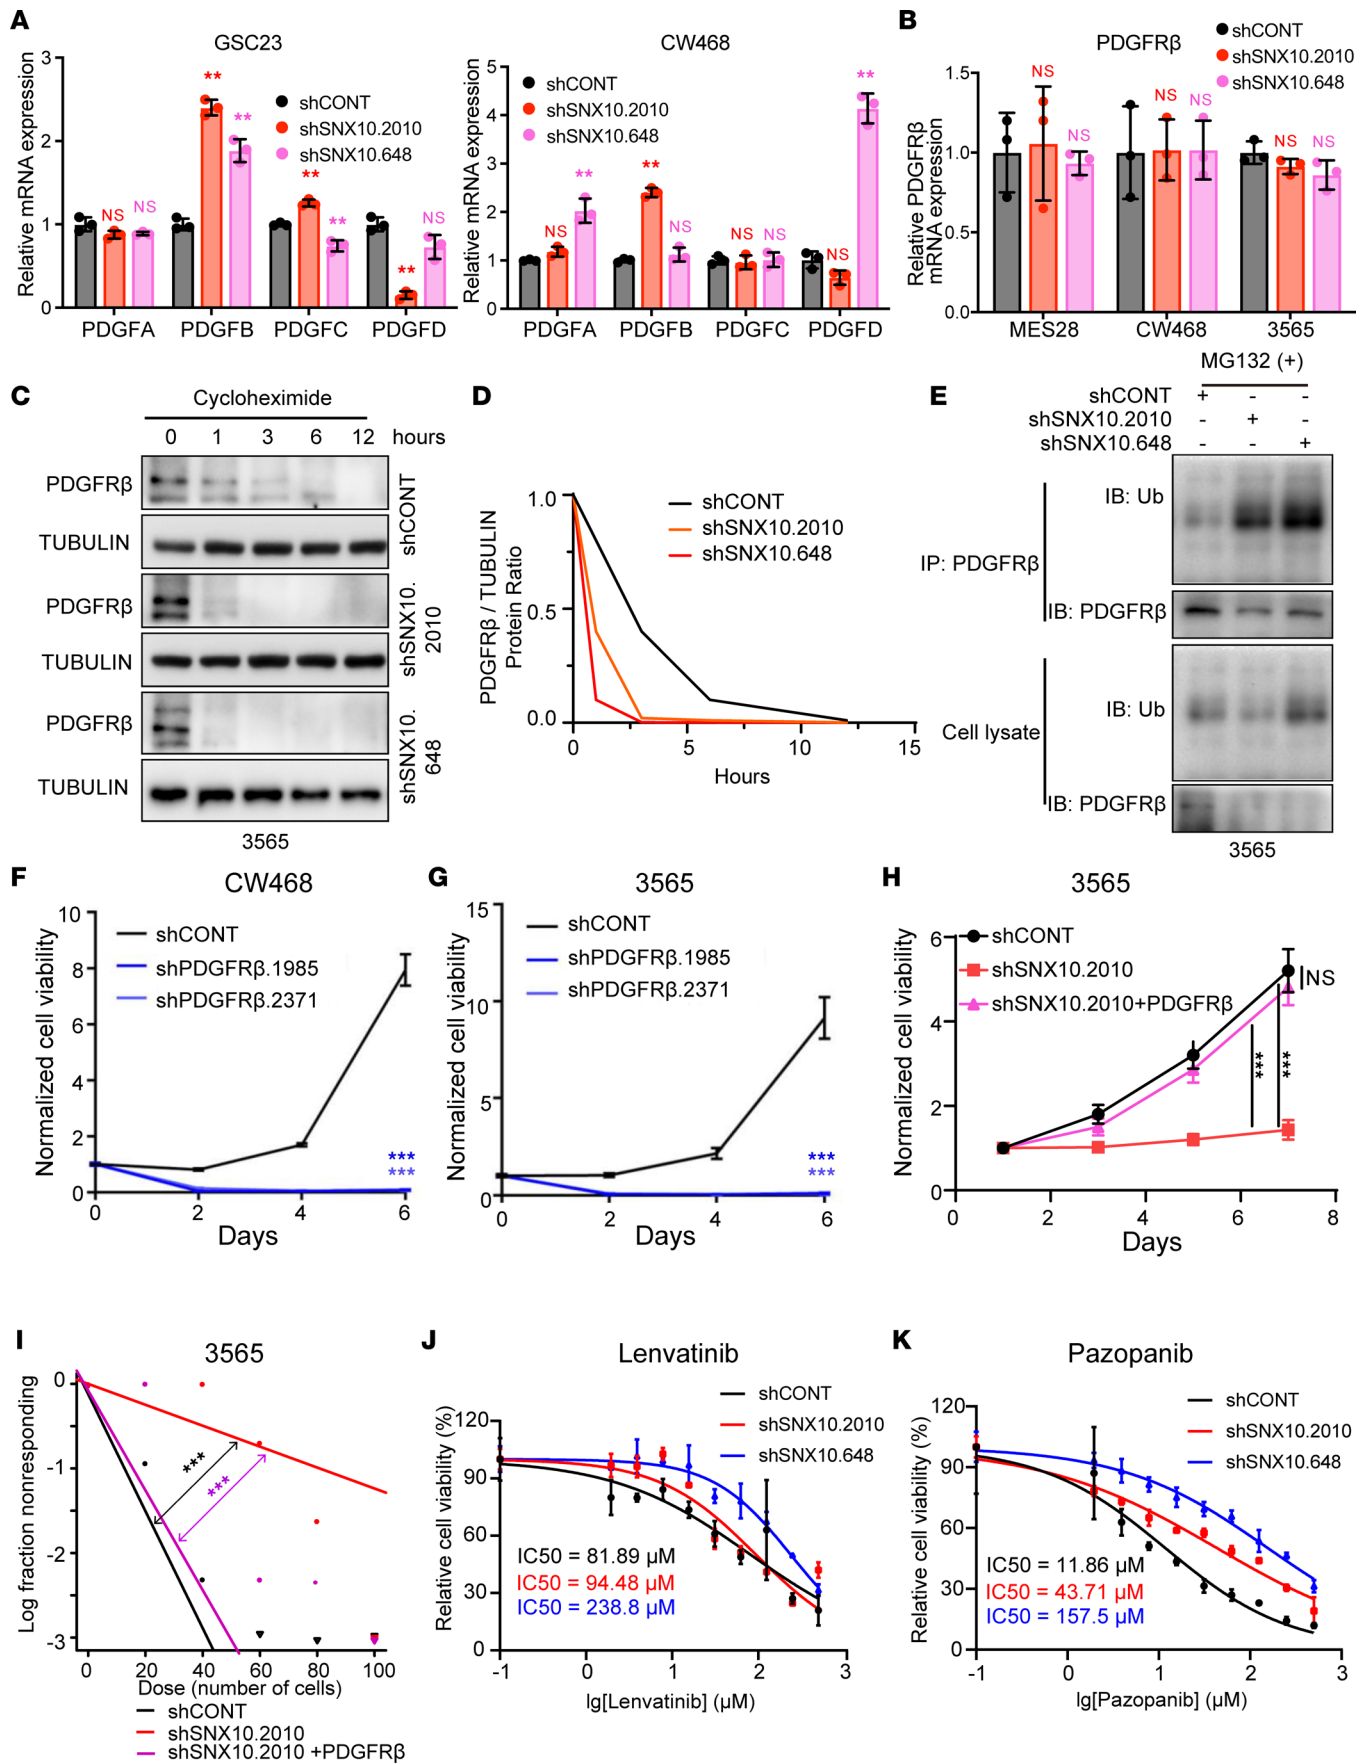 A
GSC23
Relative mRNA expression
3
2
1
0
shCONT
shSNX10.2010
shSNX10.648
NS
NS
**
**
**
**
**
NS
PDGFA
PDGFB
PDGFC
PDGFD
CW468
Relative mRNA expression
5
4
3
2
1
0
shCONT
shSNX10.2010
shSNX10.648
NS
**
**
NS
NS
NS
NS
**
PDGFA
PDGFB
PDGFC
PDGFD
B
PDGFRβ
shCONT
shSNX10.2010
shSNX10.648
Relative PDGFRβ
mRNA expression
1.5
1.0
0.5
0.0
NS
NS
NS
NS
NS
NS
MES28
CW468
3565
C
Cycloheximide
0 1 3 6 12 hours
PDGFRβ
TUBULIN
shCONT
PDGFRβ
TUBULIN
shSNX10.
2010
PDGFRβ
TUBULIN
shSNX10.
648
3565
D
PDGFRβ / TUBULIN
Protein Ratio
1.0
0.5
0.0
shCONT
shSNX10.2010
shSNX10.648
0 5 10 15
Hours
E
MG132 (+)
shCONT + - -
shSNX10.2010 - + -
shSNX10.648 - - +
IB: Ub
IP: PDGFRβ
IB: PDGFRβ
IB: Ub
Cell lysate
IB: PDGFRβ
3565
F
CW468
Normalized cell viability
10
8
6
4
2
0
shCONT
shPDGFRβ.1985
shPDGFRβ.2371
***
***
0 2 4 6
Days
G
3565
Normalized cell viability
15
10
5
0
shCONT
shPDGFRβ.1985
shPDGFRβ.2371
***
***
0 2 4 6
Days
H
3565
Normalized cell viability
6
4
2
0
shCONT
shSNX10.2010
shSNX10.2010+PDGFRβ
NS
***
***
0 2 4 6 8
Days
I
3565
Log fraction nonresponding
0
-1
-2
-3
***
***
0 20 40 60 80 100
Dose (number of cells)
shCONT
shSNX10.2010
shSNX10.2010 +PDGFRβ
J
Lenvatinib
Relative cell viability (%)
120
90
60
30
0
shCONT
shSNX10.2010
shSNX10.648
IC50 = 81.89 μM
IC50 = 94.48 μM
IC50 = 238.8 μM
-1 0 1 2 3
lg[Lenvatinib] (μM)
K
Pazopanib
Relative cell viability (%)
120
90
60
30
0
shCONT
shSNX10.2010
shSNX10.648
IC50 = 11.86 μM
IC50 = 43.71 μM
IC50 = 157.5 μM
-1 0 1 2 3
lg[Pazopanib] (μM)